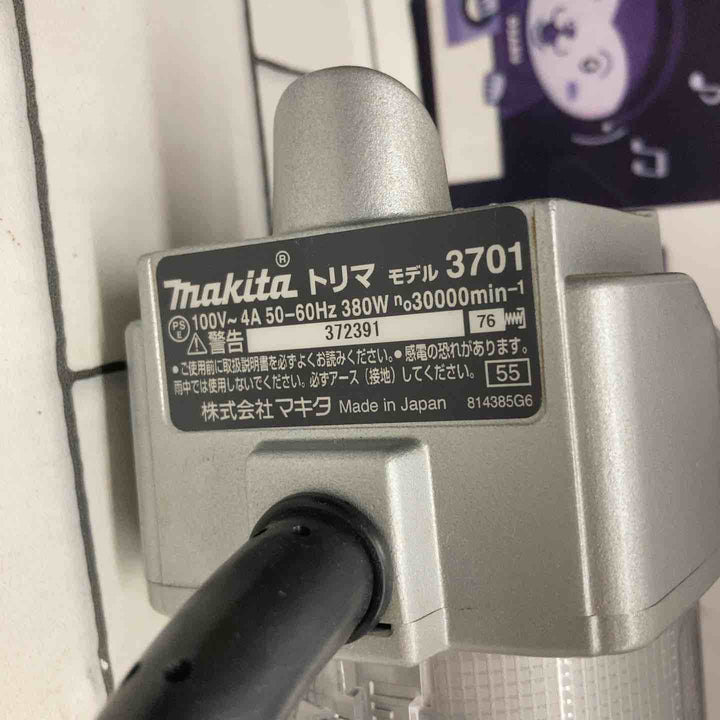 makita® トリマ モデル 3701
PSE 100V~ 4A 50-60Hz 380W n₀30000min⁻¹
⚠警告 372391 76
●ご使用前に取扱説明書を必ずよくお読みください。●感電の恐れがあります。
雨中では使用しないでください。必ずアース(接地)してください。 55
株式会社マキタ Made in Japan 814385G6